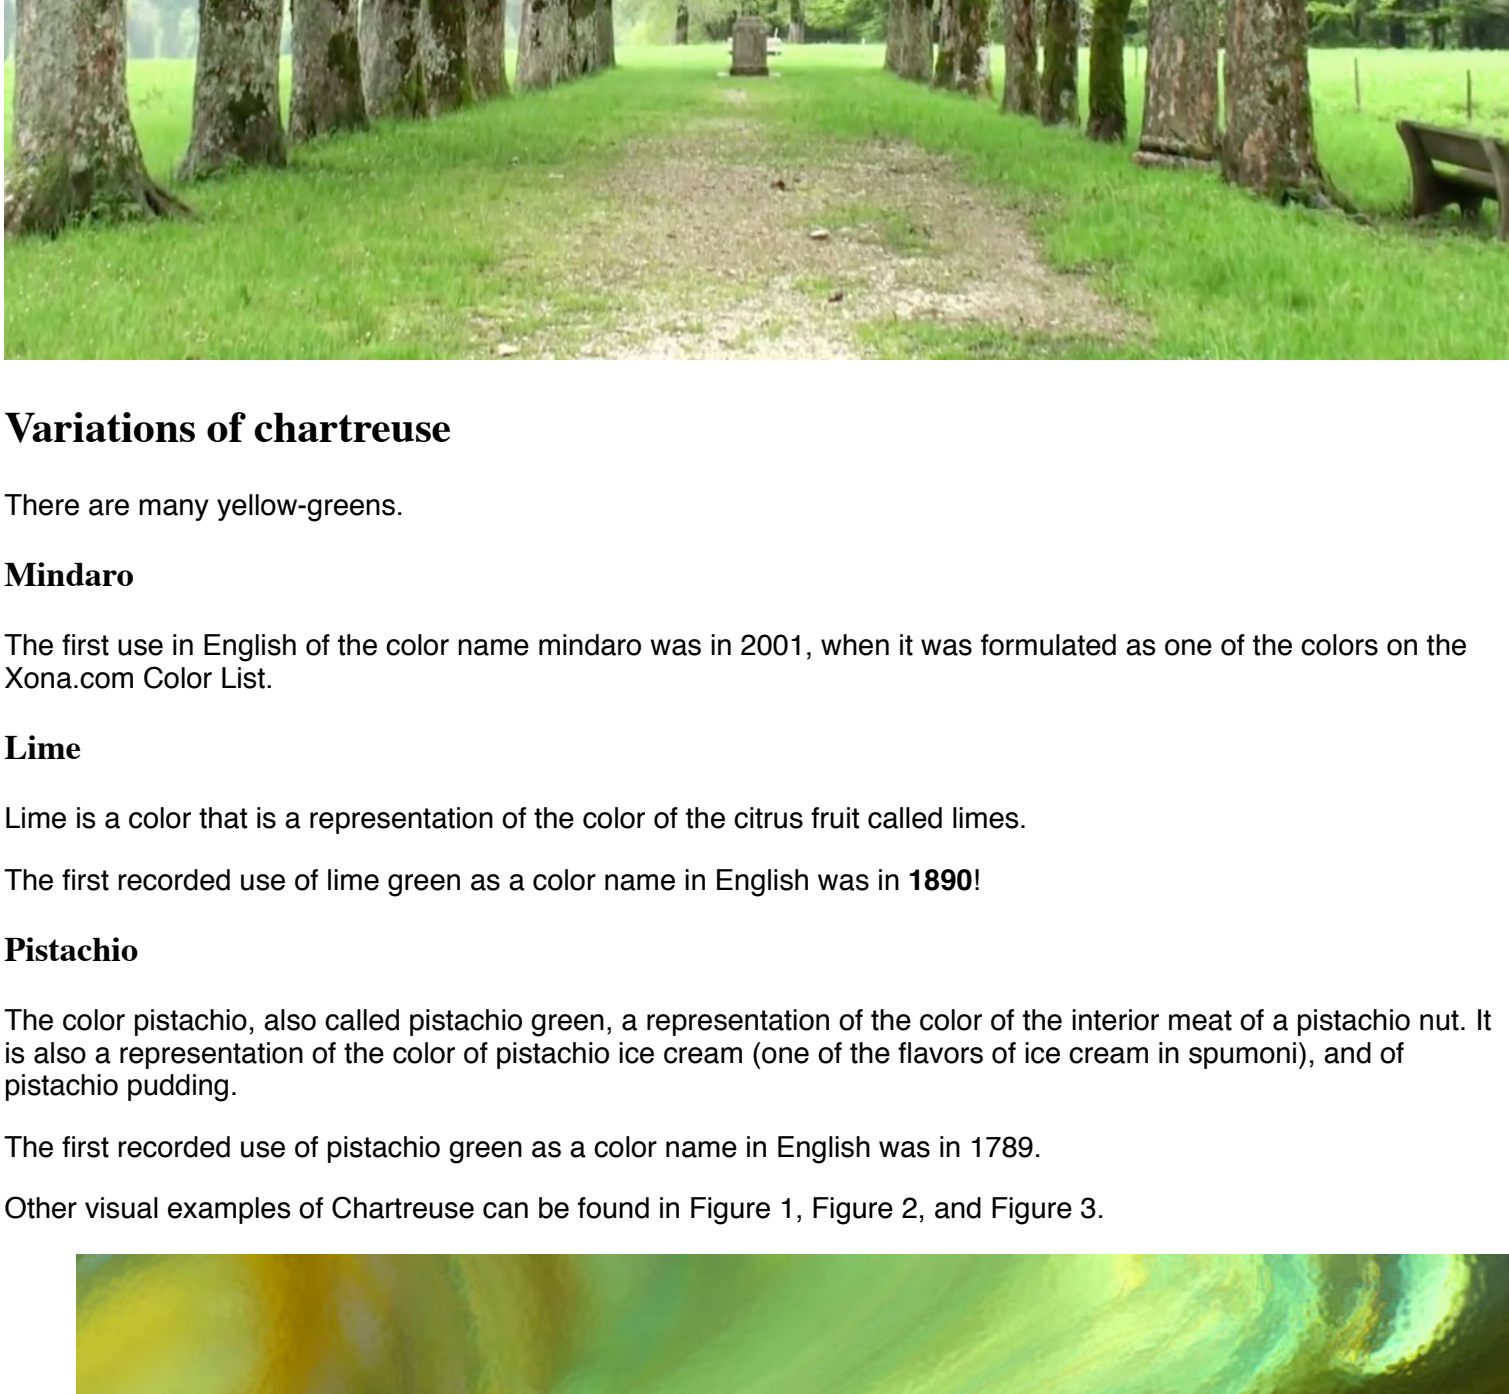 Variations of chartreuse
There are many yellow-greens.
Mindaro
The first use in English of the color name mindaro was in 2001, when it was formulated as one of the colors on the
Xona.com Color List.
Lime
Lime is a color that is a representation of the color of the citrus fruit called limes.
The first recorded use of lime green as a color name in English was in 1890!
Pistachio
The color pistachio, also called pistachio green, a representation of the color of the interior meat of a pistachio nut. It
is also a representation of the color of pistachio ice cream (one of the flavors of ice cream in spumoni), and of
pistachio pudding.
The first recorded use of pistachio green as a color name in English was in 1789.
Other visual examples of Chartreuse can be found in Figure 1, Figure 2, and Figure 3.